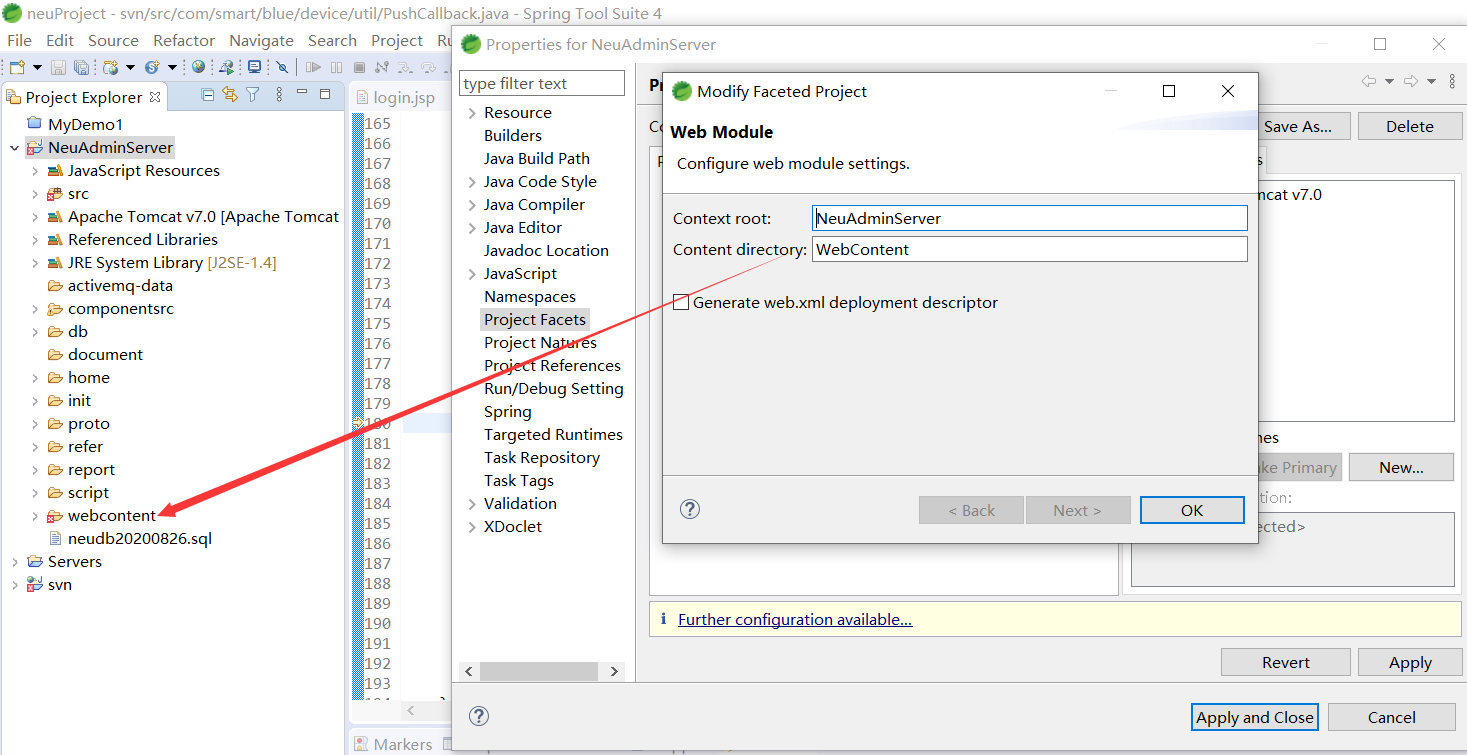 neuProject - svn/src/com/smart/blue/device/util/PushCallback.java - Spring Tool Suite 4
File Edit Source Refactor Navigate Search Project Ru
Project Explorer
MyDemo1
NeuAdminServer
JavaScript Resources
src
Apache Tomcat v7.0 [Apache Tomcat
Referenced Libraries
JRE System Library [J2SE-1.4]
activemq-data
componentsrc
db
document
home
init
proto
refer
report
script
webcontent
neudb20200826.sql
Servers
svn
login.jsp
165
166
167
168
169
170
171
172
173
174
175
176
177
178
179
180
181
182
183
184
185
186
187
188
189
190
191
192
193
Markers
Properties for NeuAdminServer
type filter text
Resource
Builders
Java Build Path
Java Code Style
Java Compiler
Java Editor
Javadoc Location
JavaScript
Namespaces
Project Facets
Project Natures
Project References
Run/Debug Setting
Spring
Targeted Runtimes
Task Repository
Task Tags
Validation
XDoclet
Save As...
Delete
mcat v7.0
Modify Faceted Project
Web Module
Configure web module settings.
Context root: NeuAdminServer
Content directory: WebContent
Generate web.xml deployment descriptor
< Back
Next >
OK
nes
ke Primary
New...
tion:
ected>
Further configuration available...
Revert
Apply
Apply and Close
Cancel